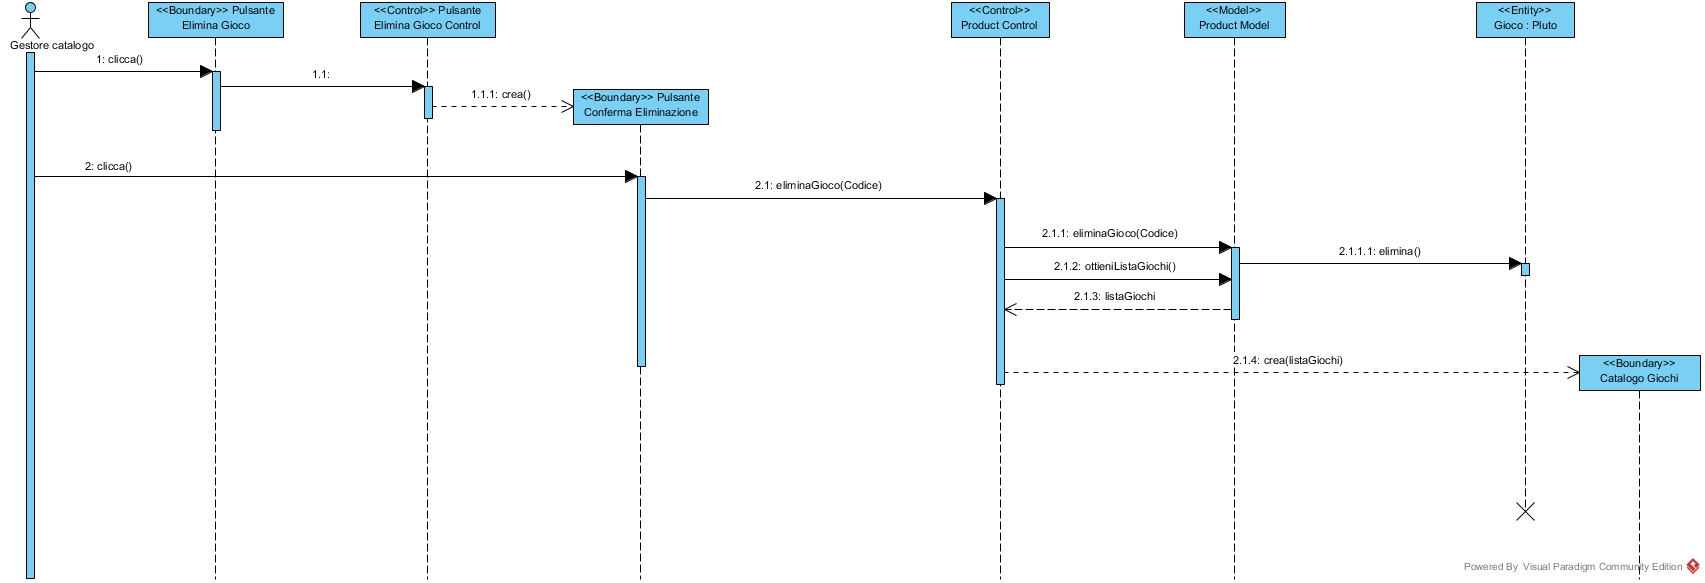 <<Boundary>> Pulsante
Elimina Gioco
<<Control>> Pulsante
Elimina Gioco Control
<<Control>>
Product Control
<<Model>>
Product Model
<<Entity>>
Gioco : Pluto
Gestore catalogo
1: clicca()
1.1:
1.1.1: crea()
<<Boundary>> Pulsante
Conferma Eliminazione
2: clicca()
2.1: eliminaGioco(Codice)
2.1.1: eliminaGioco(Codice)
2.1.1.1: elimina()
2.1.2: ottieniListaGiochi()
2.1.3: listaGiochi
2.1.4: crea(listaGiochi)
<<Boundary>>
Catalogo Giochi
Powered By Visual Paradigm Community Edition